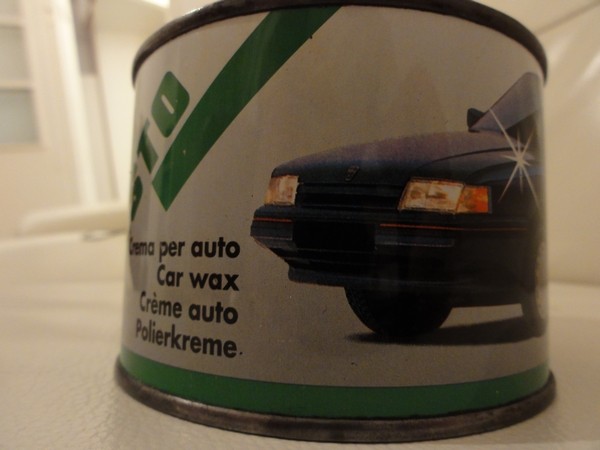 Crema per auto
Car wax
Crème auto
Polierkreme